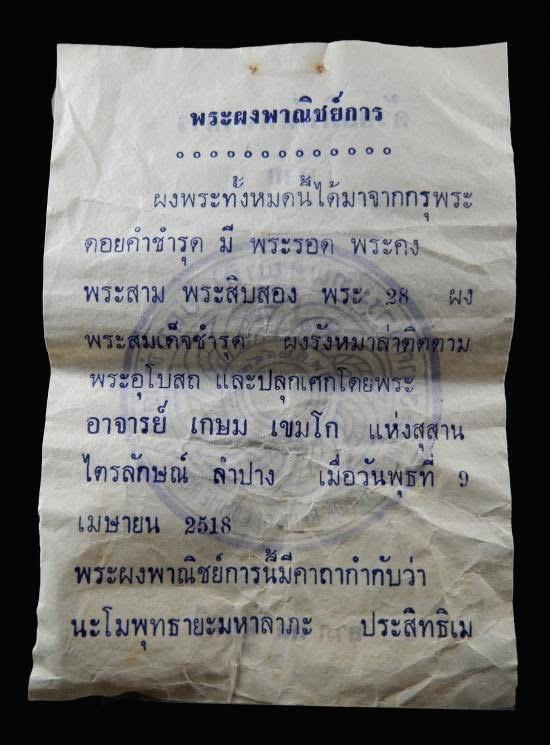 พระผงพาณิชย์การ
ผงพระทั้งหมดนี้ได้มาจากกรุพระ
ดอยคำชำรุด มี พระรอด พระคง
พระสาม พระสิบสอง พระ 28 ผง
พระสมเด็จชำรุด ผงรังหมาล่าติดตาม
พระอุโบสถ และปลุกเศกโดยพระ
อาจารย์ เกษม เขมโก แห่งสุสาน
ไตรลักษณ์ ลำปาง เมื่อวันพุธที่ 9
เมษายน 2518
พระผงพาณิชย์การนี้มีคาถากำกับว่า
นะโมพุทธายะมหาลาภะ ประสิทธิเม